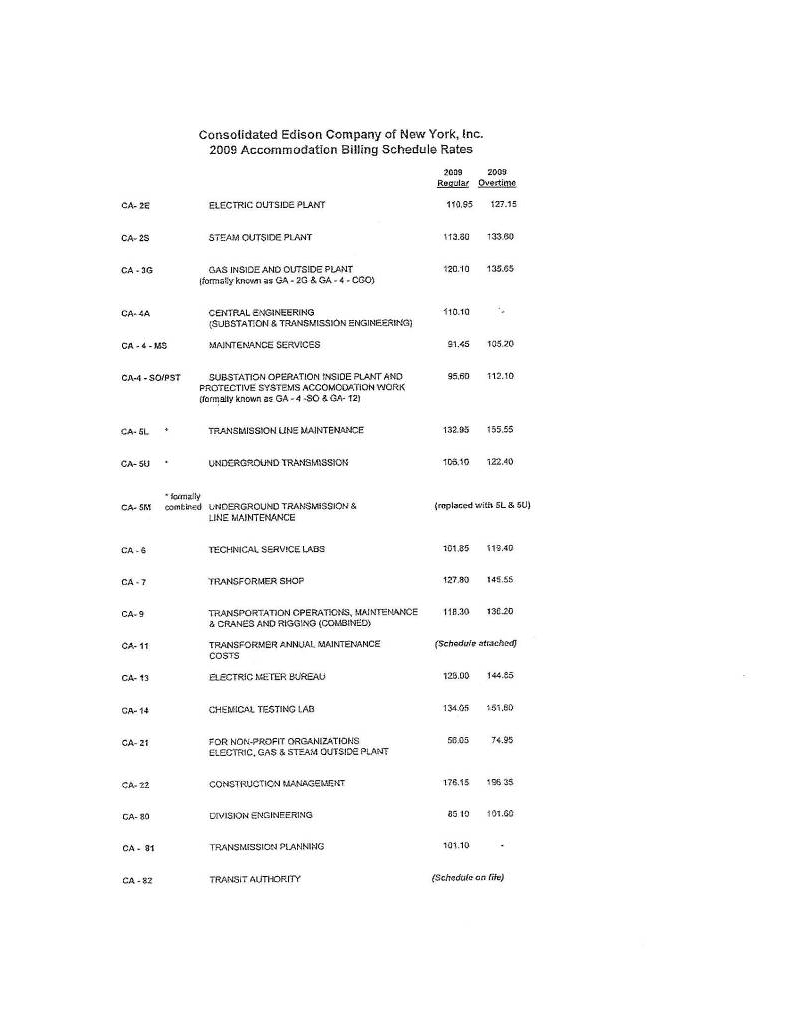 Consolidated Edison Company of New York, Inc.
2009 Accommodation Billing Schedule Rates
2009 2009
Regular Overtime
CA- 2E ELECTRIC OUTSIDE PLANT 110.95 127.15
CA- 2S STEAM OUTSIDE PLANT 113.60 133.60
CA - 3G GAS INSIDE AND OUTSIDE PLANT 120.10 135.65
(formally known as GA - 2G & GA - 4 - CGO)
CA- 4A CENTRAL ENGINEERING 110.10 -
(SUBSTATION & TRANSMISSION ENGINEERING)
CA - 4 - MS MAINTENANCE SERVICES 91.45 105.20
CA-4 - SO/PST SUBSTATION OPERATION INSIDE PLANT AND 95.60 112.10
PROTECTIVE SYSTEMS ACCOMODATION WORK
(formally known as GA - 4 -SO & GA- 12)
CA- 5L * TRANSMISSION LINE MAINTENANCE 132.95 155.55
CA- 5U * UNDERGROUND TRANSMISSION 106.10 122.40
* formally
CA- 5M combined UNDERGROUND TRANSMISSION & (replaced with 5L & 5U)
LINE MAINTENANCE
CA - 6 TECHNICAL SERVICE LABS 101.85 119.40
CA - 7 TRANSFORMER SHOP 127.80 145.55
CA- 9 TRANSPORTATION OPERATIONS, MAINTENANCE 118.30 136.20
& CRANES AND RIGGING (COMBINED)
CA- 11 TRANSFORMER ANNUAL MAINTENANCE (Schedule attached)
COSTS
CA- 13 ELECTRIC METER BUREAU 128.00 144.65
CA- 14 CHEMICAL TESTING LAB 134.05 151.60
CA- 21 FOR NON-PROFIT ORGANIZATIONS 56.05 74.95
ELECTRIC, GAS & STEAM OUTSIDE PLANT
CA- 22 CONSTRUCTION MANAGEMENT 176.15 196.35
CA- 80 DIVISION ENGINEERING 85.10 101.60
CA - 81 TRANSMISSION PLANNING 101.10 -
CA - 82 TRANSIT AUTHORITY (Schedule on file)